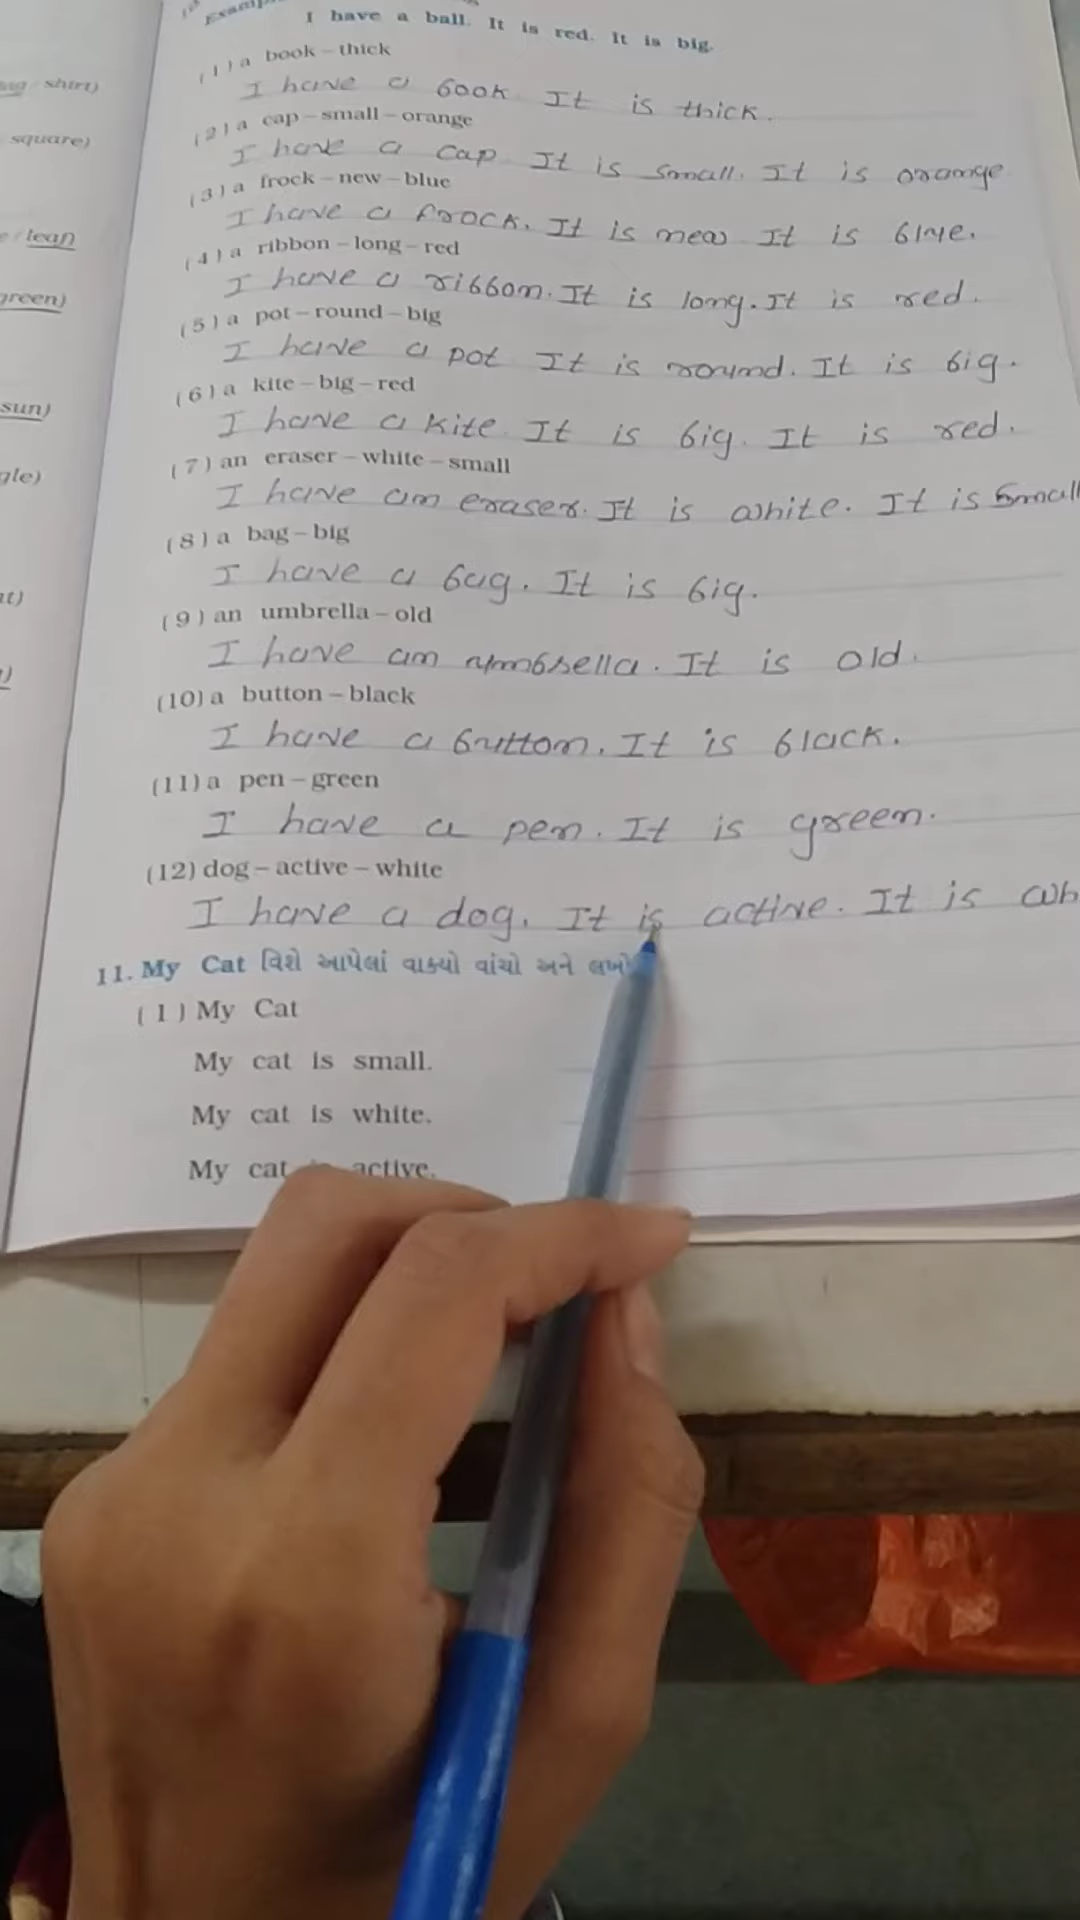 I have a ball. It is red. It is big.
(1) a book – thick
I have a book It is thick.
(2) a cap – small – orange
I have a cap It is small. It is orange
(3) a frock – new – blue
I have a frock. It is new It is blue.
(4) a ribbon – long – red
I have a ribbon. It is long. It is red.
(5) a pot – round – big
I have a pot It is round. It is big.
(6) a kite – big – red
I have a kite It is big. It is red.
(7) an eraser – white – small
I have an eraser. It is white. It is small
(8) a bag – big
I have a bag. It is big.
(9) an umbrella – old
I have an umbrella. It is old.
(10) a button – black
I have a button. It is black.
(11) a pen – green
I have a pen. It is green.
(12) dog – active – white
I have a dog. It is active. It is wh
11. My Cat વિશે આપેલાં વાક્યો વાંચો અને લખો
(1) My Cat
My cat is small.
My cat is white.
My cat active.
shirt)
square)
lean)
green)
sun)